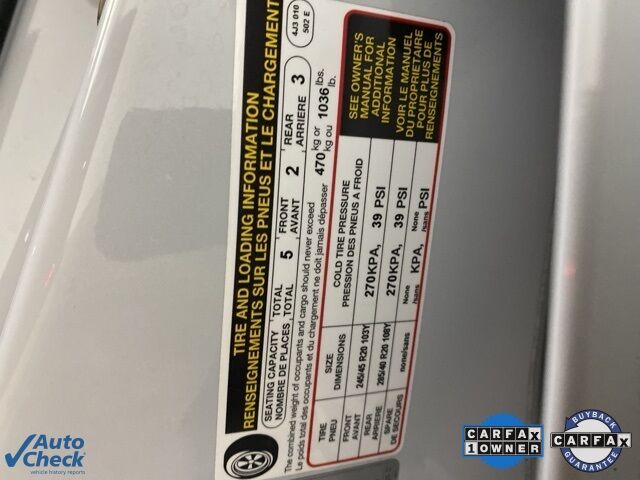 TIRE AND LOADING INFORMATION
RENSEIGNEMENTS SUR LES PNEUS ET LE CHARGEMENT
4J3 010
502 E
SEATING CAPACITY TOTAL 5 FRONT 2 REAR 3
NOMBRE DE PLACES TOTAL AVANT ARRIERE
The combined weight of occupants and cargo should never exceed 470 kg or 1036 lbs.
Le poids total des occupants et du chargement ne doit jamais dépasser kg ou lb.
TIRE SIZE COLD TIRE PRESSURE
PNEU DIMENSIONS PRESSION DES PNEUS A FROID
FRONT 245/45 R20 103Y 270KPA, 39 PSI
AVANT
REAR 285/40 R20 108Y 270KPA, 39 PSI
ARRIERE
SPARE none/sans None KPA, None PSI
DE SECOURS /sans /sans
SEE OWNER'S
MANUAL FOR
ADDITIONAL
INFORMATION
VOIR LE MANUEL
DU PROPRIETAIRE
POUR PLUS DE
RENSEIGNEMENTS
Auto
Check
vehicle history reports
CARFAX
1 OWNER
BUYBACK
CARFAX
GUARANTEE